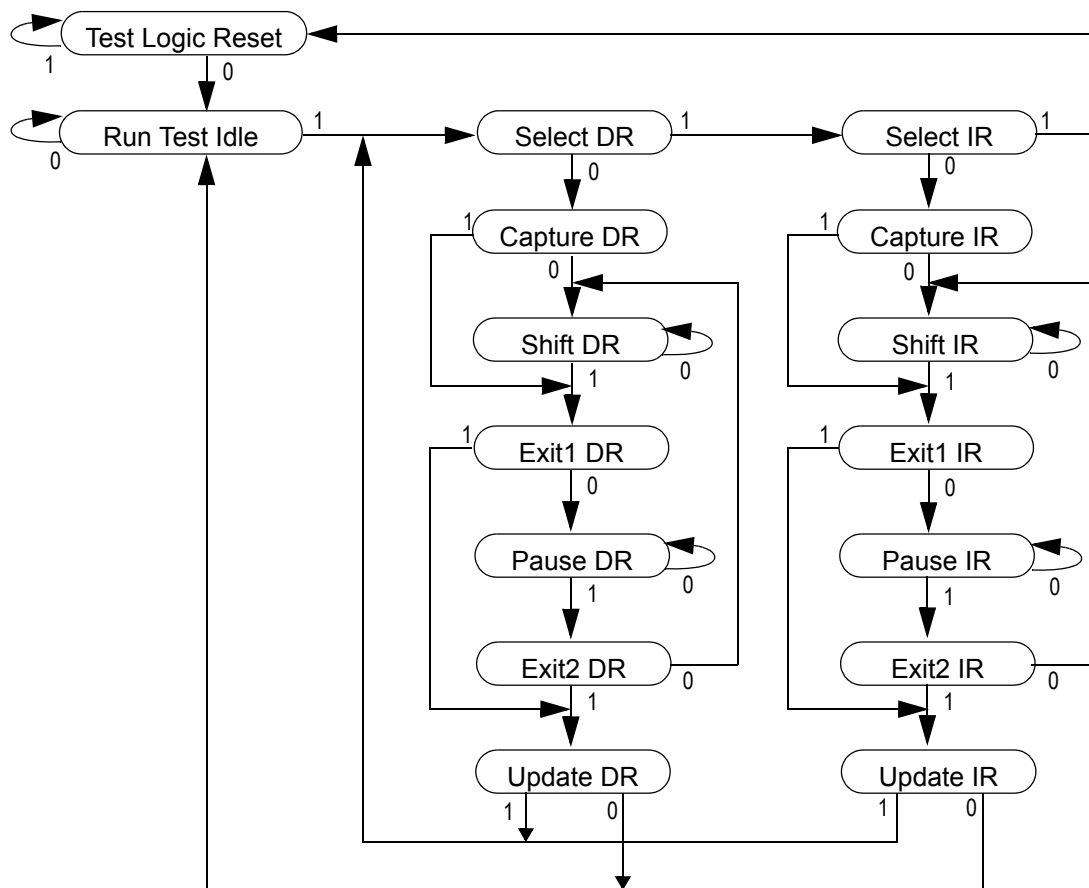 Test Logic Reset
1
0
Run Test Idle
1
0
Select DR
1
0
Select IR
1
0
Capture DR
1
0
Capture IR
1
0
Shift DR
0
1
Shift IR
0
1
Exit1 DR
1
0
Exit1 IR
1
0
Pause DR
0
1
Pause IR
0
1
Exit2 DR
0
1
Exit2 IR
0
1
Update DR
1
0
Update IR
1
0